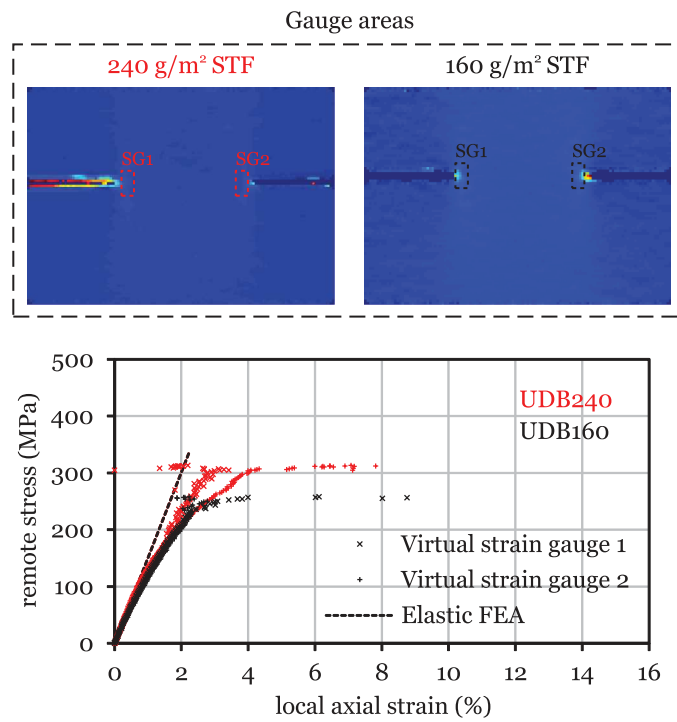 Gauge areas
240 g/m² STF
160 g/m² STF
SG1
SG2
SG1
SG2
500
400
300
200
100
0
remote stress (MPa)
UDB240
UDB160
× Virtual strain gauge 1
+ Virtual strain gauge 2
Elastic FEA
0 2 4 6 8 10 12 14 16
local axial strain (%)